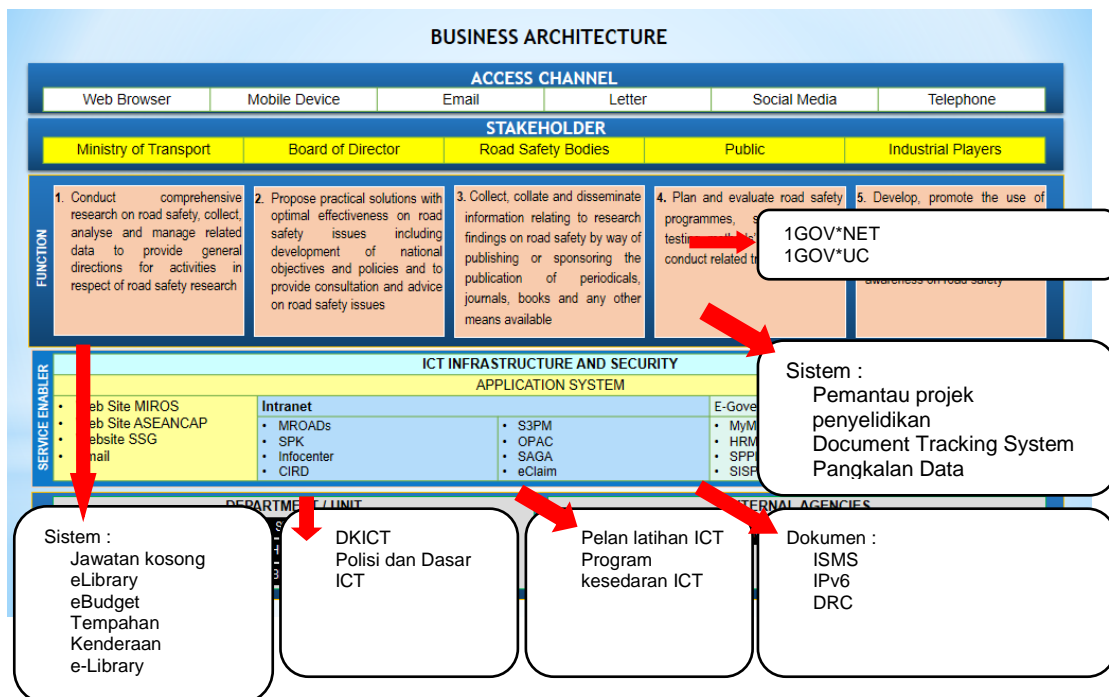 BUSINESS ARCHITECTURE
ACCESS CHANNEL
Web Browser
Mobile Device
Email
Letter
Social Media
Telephone
STAKEHOLDER
Ministry of Transport
Board of Director
Road Safety Bodies
Public
Industrial Players
FUNCTION
1. Conduct comprehensive
research on road safety, collect,
analyse and manage related
data to provide general
directions for activities in
respect of road safety research
2. Propose practical solutions with
optimal effectiveness on road
safety issues including
development of national
objectives and policies and to
provide consultation and advice
on road safety issues
3. Collect, collate and disseminate
information relating to research
findings on road safety by way of
publishing or sponsoring the
publication of periodicals,
journals, books and any other
means available
4. Plan and evaluate road safety
programmes,
conduct related
5. Develop, promote the use of
awareness on road safety
1GOV*NET
1GOV*UC
SERVICE ENABLER
ICT INFRASTRUCTURE AND SECURITY
APPLICATION SYSTEM
• Web Site MIROS
• Web Site ASEANCAP
• Website SSG
• Email
Intranet
• MROADs
• SPK
• Infocenter
• CIRD
• S3PM
• OPAC
• SAGA
• eClaim
Sistem :
Pemantau projek
penyelidikan
Document Tracking System
Pangkalan Data
DEPARTMENT / UNIT
AGENCIES
Sistem :
Jawatan kosong
eLibrary
eBudget
Tempahan
Kenderaan
e-Library
DKICT
Polisi dan Dasar
ICT
Pelan latihan ICT
Program
kesedaran ICT
Dokumen :
ISMS
IPv6
DRC